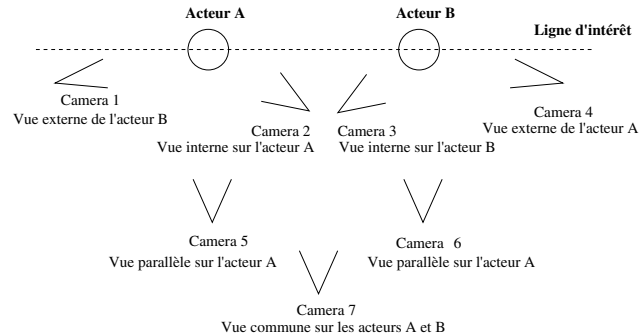 Acteur A
Acteur B
Ligne d'intérêt
Camera 1
Vue externe de l'acteur B
Camera 2
Vue interne sur l'acteur A
Camera 3
Vue interne sur l'acteur B
Camera 4
Vue externe de l'acteur A
Camera 5
Vue parallèle sur l'acteur A
Camera 6
Vue parallèle sur l'acteur A
Camera 7
Vue commune sur les acteurs A et B